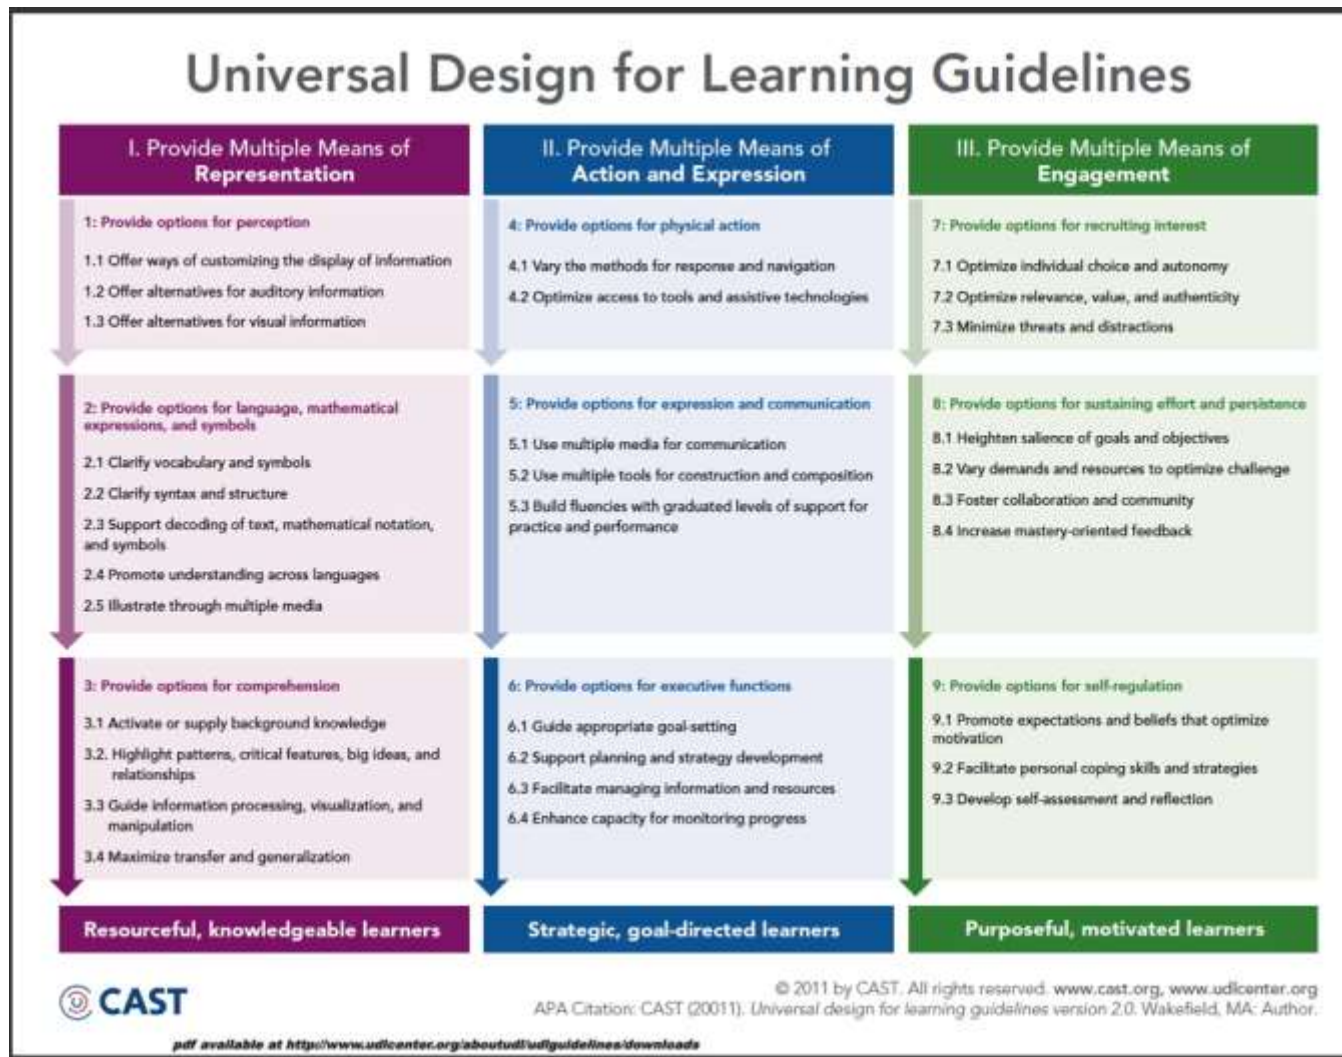 Universal Design for Learning Guidelines
I. Provide Multiple Means of
Representation
1: Provide options for perception
1.1 Offer ways of customizing the display of information
1.2 Offer alternatives for auditory information
1.3 Offer alternatives for visual information
2: Provide options for language, mathematical
expressions, and symbols
2.1 Clarify vocabulary and symbols
2.2 Clarify syntax and structure
2.3 Support decoding of text, mathematical notation,
and symbols
2.4 Promote understanding across languages
2.5 Illustrate through multiple media
3: Provide options for comprehension
3.1 Activate or supply background knowledge
3.2. Highlight patterns, critical features, big ideas, and
relationships
3.3 Guide information processing, visualization, and
manipulation
3.4 Maximize transfer and generalization
Resourceful, knowledgeable learners
II. Provide Multiple Means of
Action and Expression
4: Provide options for physical action
4.1 Vary the methods for response and navigation
4.2 Optimize access to tools and assistive technologies
5: Provide options for expression and communication
5.1 Use multiple media for communication
5.2 Use multiple tools for construction and composition
5.3 Build fluencies with graduated levels of support for
practice and performance
6: Provide options for executive functions
6.1 Guide appropriate goal-setting
6.2 Support planning and strategy development
6.3 Facilitate managing information and resources
6.4 Enhance capacity for monitoring progress
Strategic, goal-directed learners
III. Provide Multiple Means of
Engagement
7: Provide options for recruiting interest
7.1 Optimize individual choice and autonomy
7.2 Optimize relevance, value, and authenticity
7.3 Minimize threats and distractions
8: Provide options for sustaining effort and persistence
8.1 Heighten salience of goals and objectives
8.2 Vary demands and resources to optimize challenge
8.3 Foster collaboration and community
8.4 Increase mastery-oriented feedback
9: Provide options for self-regulation
9.1 Promote expectations and beliefs that optimize
motivation
9.2 Facilitate personal coping skills and strategies
9.3 Develop self-assessment and reflection
Purposeful, motivated learners
CAST
© 2011 by CAST. All rights reserved. www.cast.org, www.udlcenter.org
APA Citation: CAST (20011). Universal design for learning guidelines version 2.0. Wakefield, MA: Author.
pdf available at http://www.udlcenter.org/aboutudl/udlguidelines/downloads